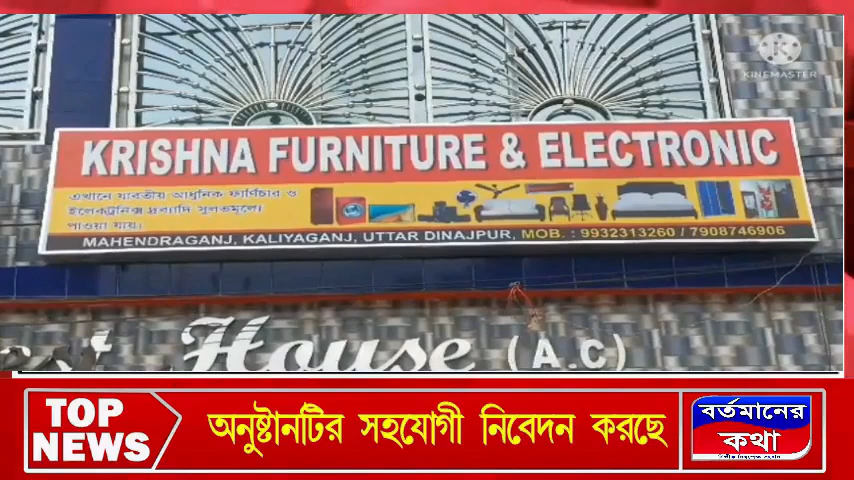 KINEMASTER
KRISHNA FURNITURE & ELECTRONIC
এখানে যাবতীয় আধুনিক ফার্ণিচার ও
ইলেকট্রনিক্স দ্রব্যাদি সুলভমূল্যে
পাওয়া যায়।
MAHENDRAGANJ, KALIYAGANJ, UTTAR DINAJPUR, MOB. : 9932313260 / 7908746906
House (A.C)
TOP NEWS
অনুষ্টানটির সহযোগী নিবেদন করছে
বর্তমানের
কথা